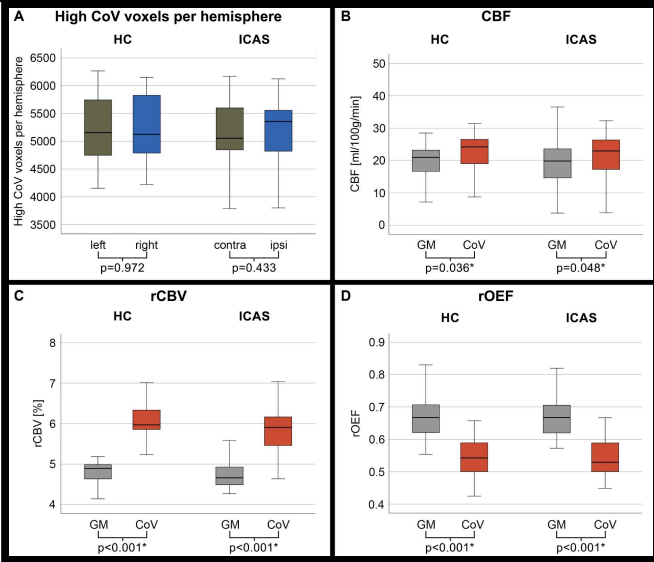 A High CoV voxels per hemisphere
HC ICAS
High CoV voxels per hemisphere
6500
6000
5500
5000
4500
4000
3500
left right contra ipsi
p=0.972 p=0.433
B CBF
HC ICAS
CBF [ml/100g/min]
50
40
30
20
10
0
GM CoV GM CoV
p=0.036* p=0.048*
C rCBV
HC ICAS
rCBV [%]
8
7
6
5
4
GM CoV GM CoV
p<0.001* p<0.001*
D rOEF
HC ICAS
rOEF
0.9
0.8
0.7
0.6
0.5
0.4
GM CoV GM CoV
p<0.001* p<0.001*